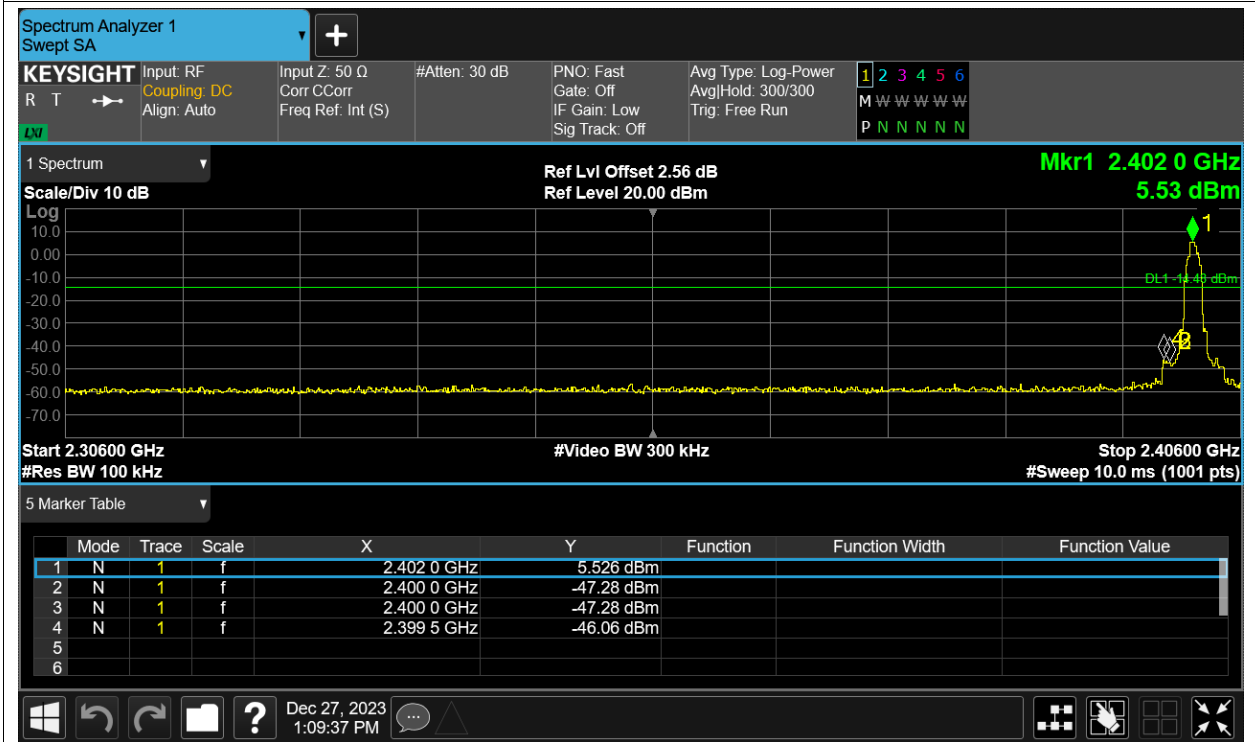 Spectrum Analyzer 1
Swept SA
+
KEYSIGHT Input: RF Input Z: 50 Ω #Atten: 30 dB PNO: Fast Avg Type: Log-Power 1 2 3 4 5 6
R T Coupling: DC Corr CCorr Gate: Off Avg|Hold: 300/300 M W W W W W
Align: Auto Freq Ref: Int (S) IF Gain: Low Trig: Free Run
LXI Sig Track: Off P N N N N N
1 Spectrum Ref Lvl Offset 2.56 dB Mkr1 2.402 0 GHz
Scale/Div 10 dB Ref Level 20.00 dBm 5.53 dBm
Log
1
10.0
0.00
-10.0
DL1 -14.48 dBm
-20.0
-30.0
-40.0
4
-50.0
-60.0
-70.0
Start 2.30600 GHz #Video BW 300 kHz Stop 2.40600 GHz
#Res BW 100 kHz #Sweep 10.0 ms (1001 pts)
5 Marker Table
Mode Trace Scale X Y Function Function Width Function Value
1 N 1 f 2.402 0 GHz 5.526 dBm
2 N 1 f 2.400 0 GHz -47.28 dBm
3 N 1 f 2.400 0 GHz -47.28 dBm
4 N 1 f 2.399 5 GHz -46.06 dBm
5
6
? Dec 27, 2023
1:09:37 PM